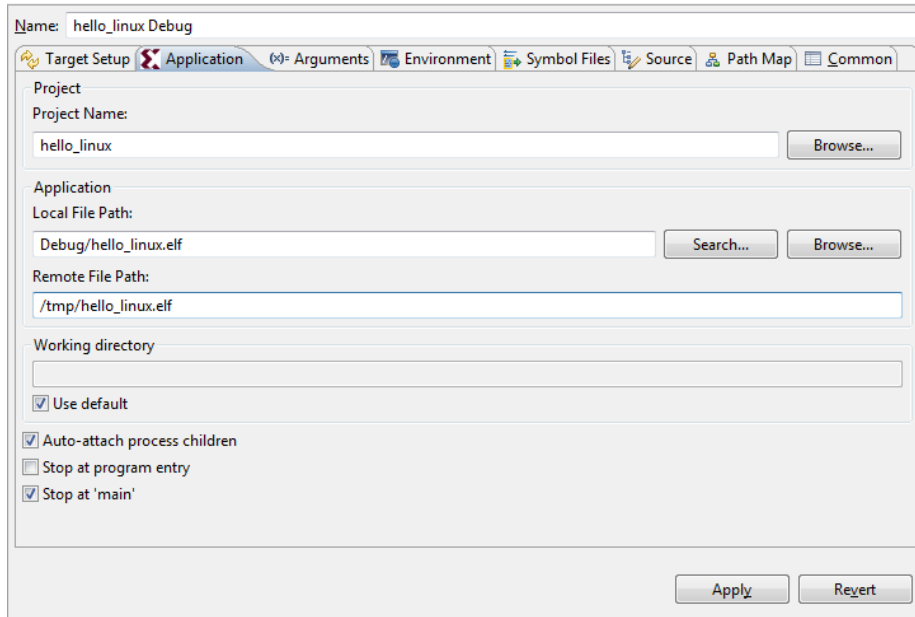 Name: hello_linux Debug
Target Setup Application (x)= Arguments Environment Symbol Files Source Path Map Common
Project
Project Name:
hello_linux Browse...
Application
Local File Path:
Debug/hello_linux.elf Search... Browse...
Remote File Path:
/tmp/hello_linux.elf
Working directory
Use default
Auto-attach process children
Stop at program entry
Stop at 'main'
Apply Revert